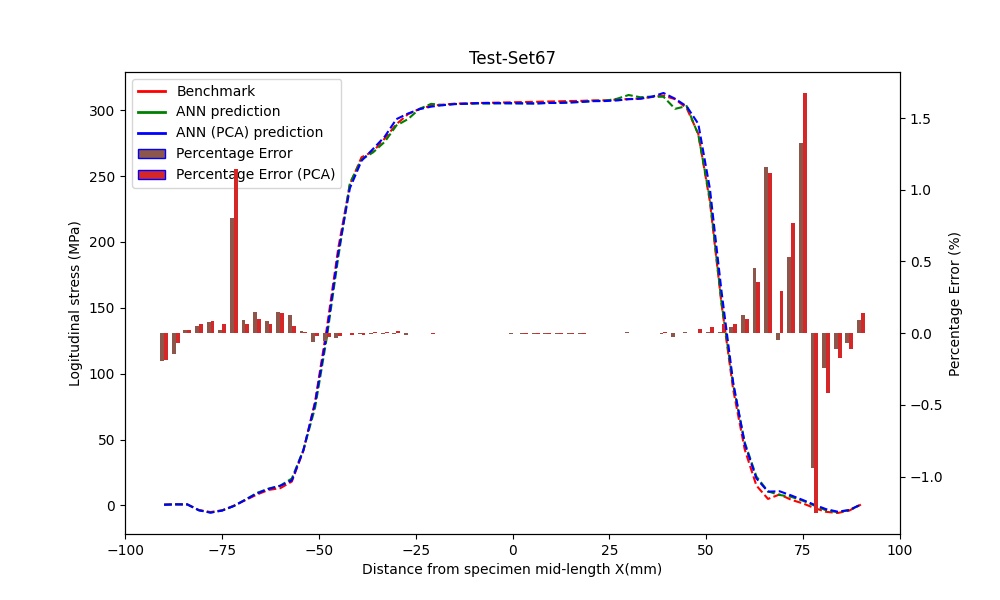 Test-Set67
Benchmark
ANN prediction
ANN (PCA) prediction
Percentage Error
Percentage Error (PCA)
Logitudinal stress (MPa)
300
250
200
150
100
50
0
1.5
1.0
0.5
0.0
−0.5
−1.0
Percentage Error (%)
−100 −75 −50 −25 0 25 50 75 100
Distance from specimen mid-length X(mm)